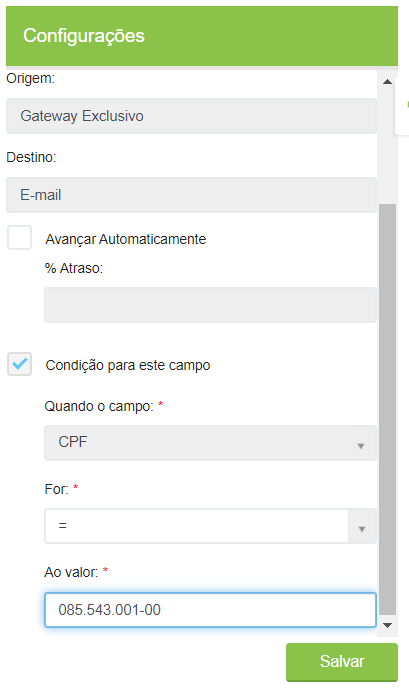 Configurações
Origem:
Gateway Exclusivo
Destino:
E-mail
Avançar Automaticamente
% Atraso:
Condição para este campo
Quando o campo: *
CPF
For: *
=
Ao valor: *
085.543.001-00
Salvar